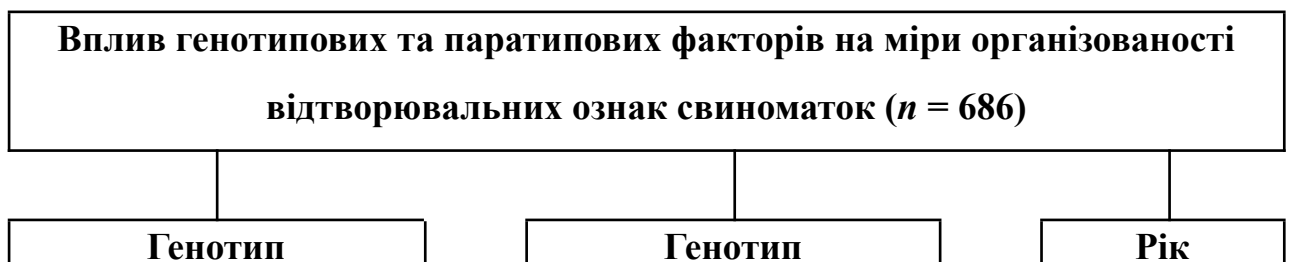 Вплив генотипових та паратипових факторів на міри організованості
відтворювальних ознак свиноматок (n = 686)
Генотип Генотип Рік